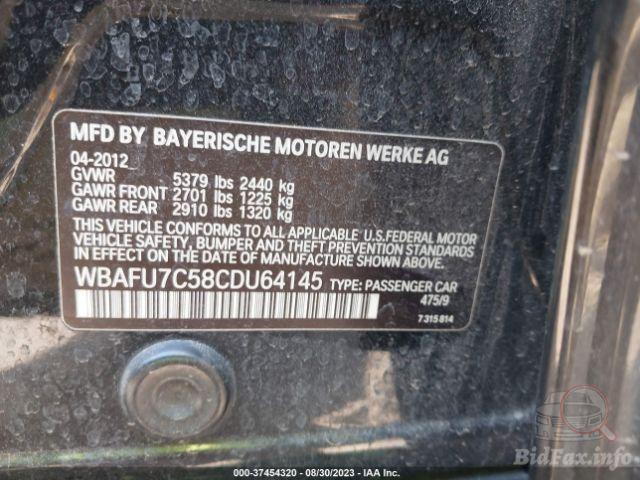 MFD BY BAYERISCHE MOTOREN WERKE AG
04-2012
GVWR 5379 lbs 2440 kg
GAWR FRONT 2701 lbs 1225 kg
GAWR REAR 2910 lbs 1320 kg
THIS VEHICLE CONFORMS TO ALL APPLICABLE U.S.FEDERAL MOTOR
VEHICLE SAFETY, BUMPER, AND THEFT PREVENTION STANDARDS
IN EFFECT ON THE DATE OF MANUFACTURE SHOWN ABOVE.
WBAFU7C58CDU64145 TYPE: PASSENGER CAR
475/9
7315814
BidFax.info
000-37454320 - 08/30/2023 - IAA Inc.